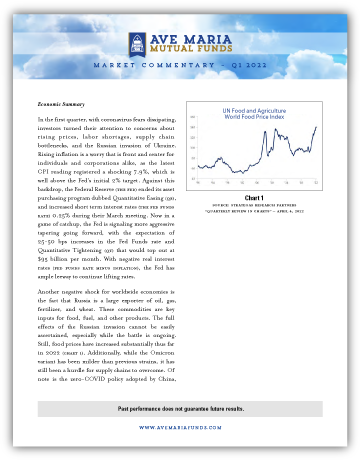 AVE MARIA
MUTUAL FUNDS
MARKET COMMENTARY - Q1 2022
Economic Summary
In the first quarter, with coronavirus fears dissipating,
investors turned their attention to concerns about
rising prices, labor shortages, supply chain
bottlenecks, and the Russian invasion of Ukraine.
Rising inflation is a worry that is front and center for
individuals and corporations alike, as the latest
CPI reading registered a shocking 7.9%, which is
well above the Fed's initial 2% target. Against this
backdrop, the Federal Reserve (THE FED) ended its asset
purchasing program dubbed Quantitative Easing (QE),
and increased short term interest rates (THE FED FUNDS
RATE) 0.25% during their March meeting. Now in a
game of catchup, the Fed is signaling more aggressive
tapering going forward, with the expectation of
25-50 bps increases in the Fed Funds rate and
Quantitative Tightening (QT) that would top out at
$95 billion per month. With negative real interest
rates (FED FUNDS RATE MINUS INFLATION), the Fed has
ample leeway to continue lifting rates.
Another negative shock for worldwide economies is
the fact that Russia is a large exporter of oil, gas,
fertilizer, and wheat. These commodities are key
inputs for food, fuel, and other products. The full
effects of the Russian invasion cannot be easily
ascertained, especially while the battle is ongoing.
Still, food prices have increased substantially thus far
in 2022 (CHART 1). Additionally, while the Omicron
variant has been milder than previous strains, it has
still been a hurdle for supply chains to overcome. Of
note is the zero-COVID policy adopted by China,
UN Food and Agriculture
World Food Price Index
Chart 1
SOURCE: STRATEGAS RESEARCH PARTNERS
"QUARTERLY REVIEW IN CHARTS" - APRIL 4, 2022
Past performance does not guarantee future results.
WWW.AVEMARIAFUNDS.COM